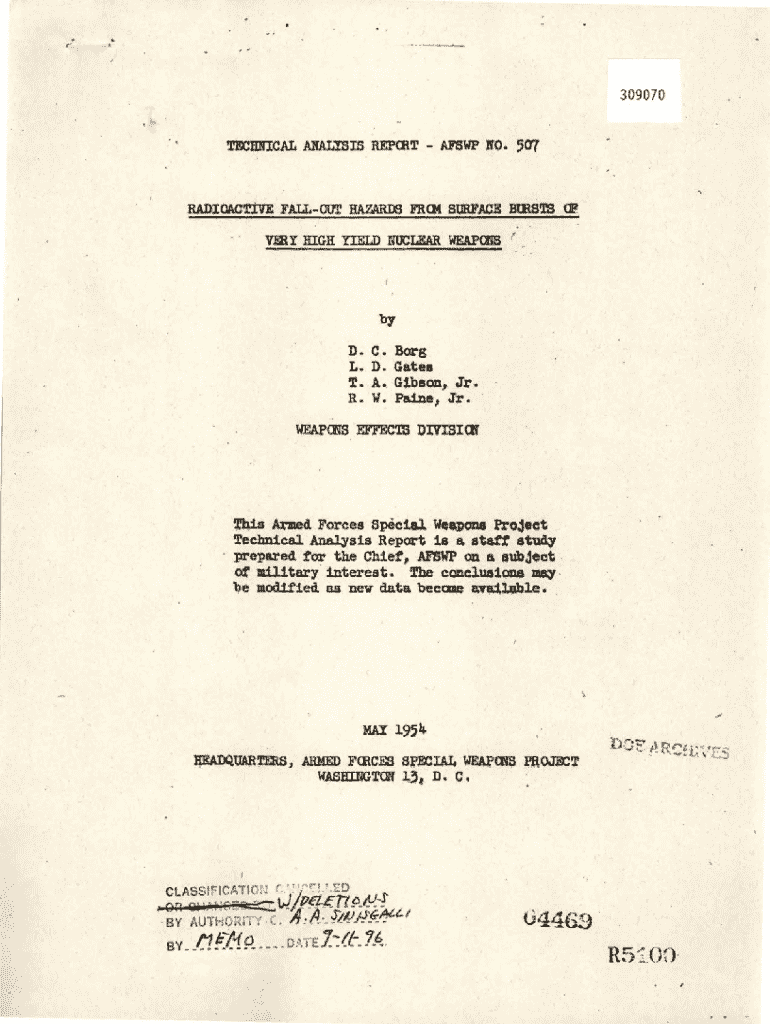 309070
TECHNICAL ANALYSIS REPORT - AFSWP NO. 507
RADIOACTIVE FALL-OUT HAZARDS FROM SURFACE BURSTS OF
VERY HIGH YIELD NUCLEAR WEAPONS
by
D. C. Borg
L. D. Gates
T. A. Gibson, Jr.
R. W. Paine, Jr.
WEAPONS EFFECTS DIVISION
This Armed Forces Special Weapons Project
Technical Analysis Report is a staff study
prepared for the Chief, AFSWP on a subject
of military interest. The conclusions may
be modified as new data become available.
MAY 1954
HEADQUARTERS, ARMED FORCES SPECIAL WEAPONS PROJECT
WASHINGTON 13, D. C.
DOE ARCHIVES
CLASSIFICATION CANCELLED
W/DELETIONS
BY AUTHORITY
BY MEMO DATE
04469
R5100